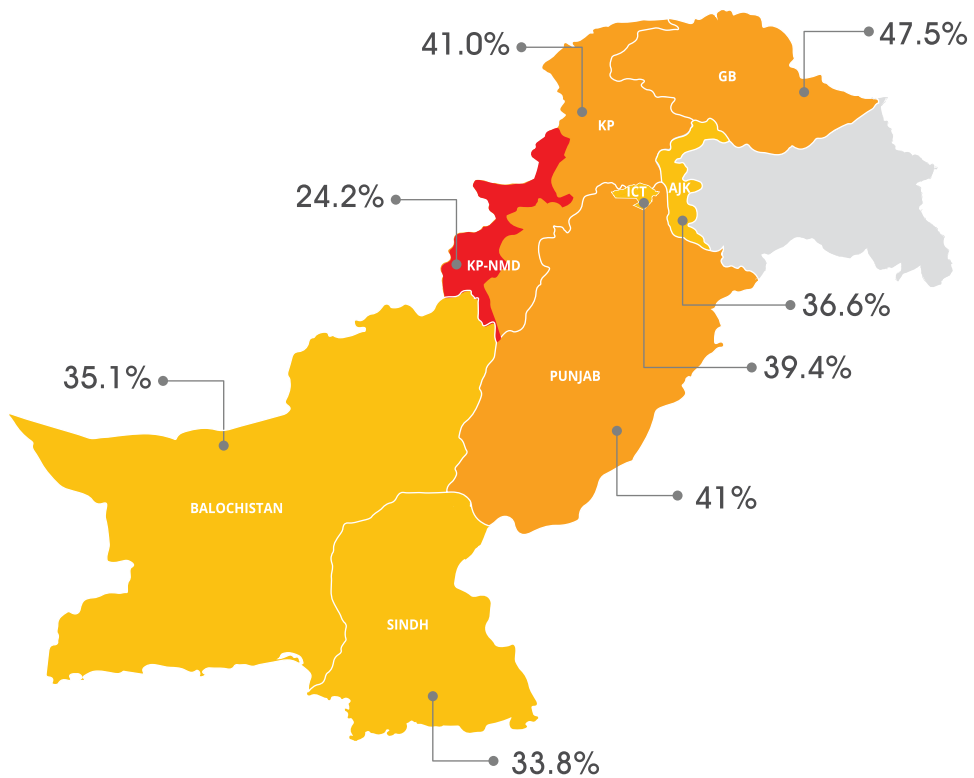 47.5%
41.0%
GB
KP
24.2%
ICT
AJK
KP-NMD
36.6%
39.4%
35.1%
PUNJAB
41%
BALOCHISTAN
SINDH
33.8%